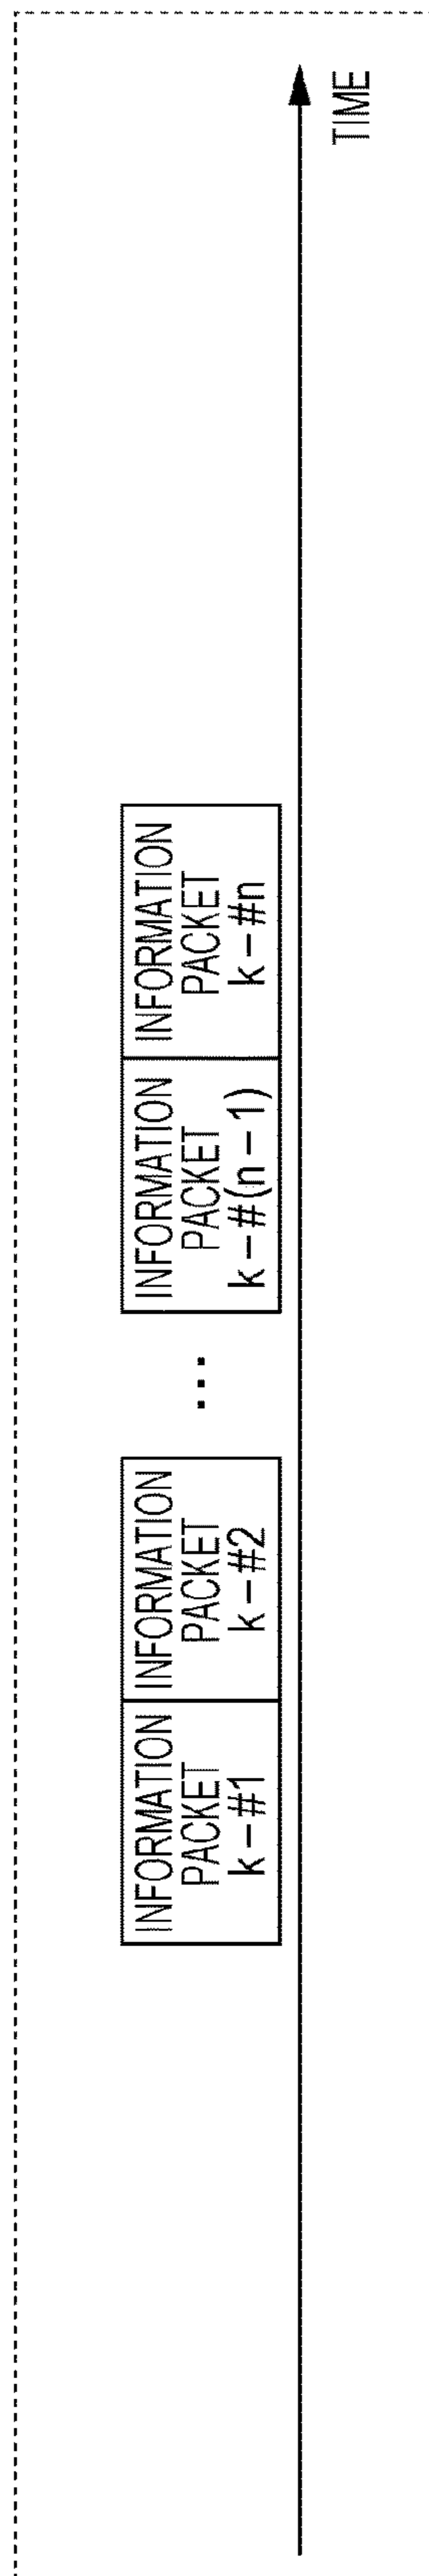 INFORMATION
PACKET
k-#1
INFORMATION
PACKET
k-#2
...
INFORMATION
PACKET
k-#(n-1)
INFORMATION
PACKET
k-#n
TIME